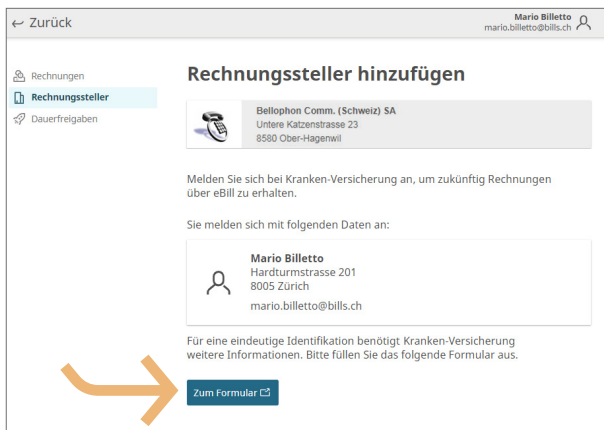 ← Zurück
Mario Billetto
mario.billetto@bills.ch
Rechnungen
Rechnungssteller
Dauerfreigaben
Rechnungssteller hinzufügen
Bellophon Comm. (Schweiz) SA
Untere Katzenstrasse 23
8580 Ober-Hagenwil
Melden Sie sich bei Kranken-Versicherung an, um zukünftig Rechnungen
über eBill zu erhalten.
Sie melden sich mit folgenden Daten an:
Mario Billetto
Hardturmstrasse 201
8005 Zürich
mario.billetto@bills.ch
Für eine eindeutige Identifikation benötigt Kranken-Versicherung
weitere Informationen. Bitte füllen Sie das folgende Formular aus.
Zum Formular